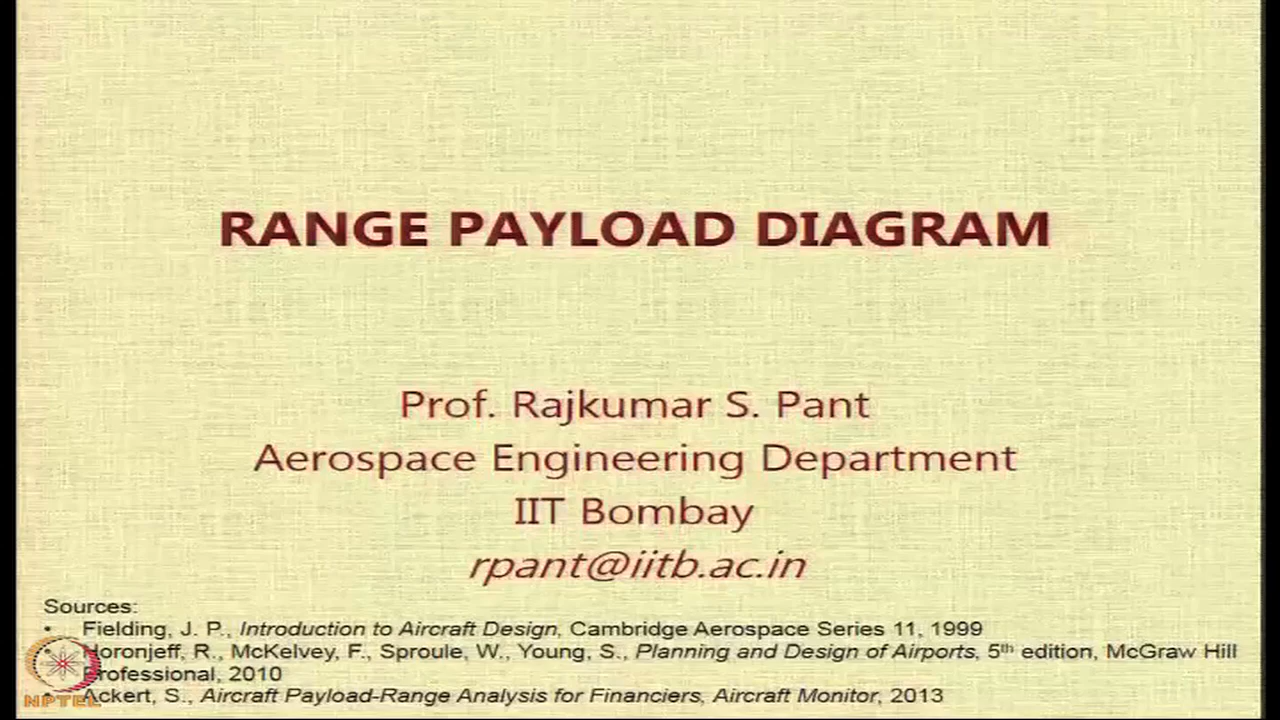 RANGE PAYLOAD DIAGRAM
Prof. Rajkumar S. Pant
Aerospace Engineering Department
IIT Bombay
rpant@iitb.ac.in
Sources:
• Fielding, J. P., Introduction to Aircraft Design, Cambridge Aerospace Series 11, 1999
Horonjeff, R., McKelvey, F., Sproule, W., Young, S., Planning and Design of Airports, 5th edition, McGraw Hill
Professional, 2010
Ackert, S., Aircraft Payload-Range Analysis for Financiers, Aircraft Monitor, 2013
NPTEL